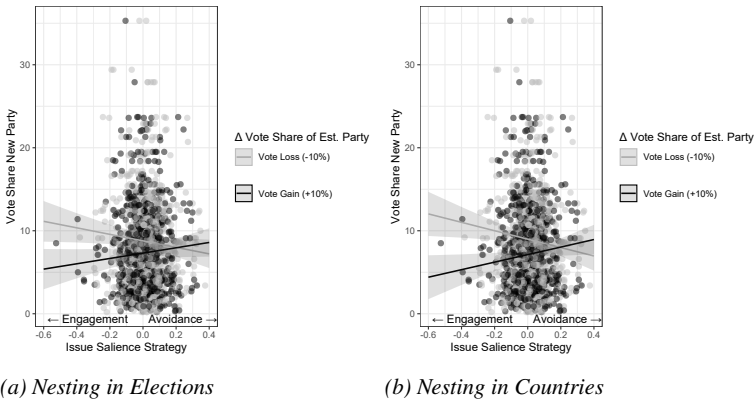 Vote Share New Party
30
20
10
0
-0.6 -0.4 -0.2 0.0 0.2 0.4
← Engagement Avoidance →
Issue Salience Strategy
Δ Vote Share of Est. Party
Vote Loss (-10%)
Vote Gain (+10%)
(a) Nesting in Elections
Vote Share New Party
30
20
10
0
-0.6 -0.4 -0.2 0.0 0.2 0.4
← Engagement Avoidance →
Issue Salience Strategy
Δ Vote Share of Est. Party
Vote Loss (-10%)
Vote Gain (+10%)
(b) Nesting in Countries